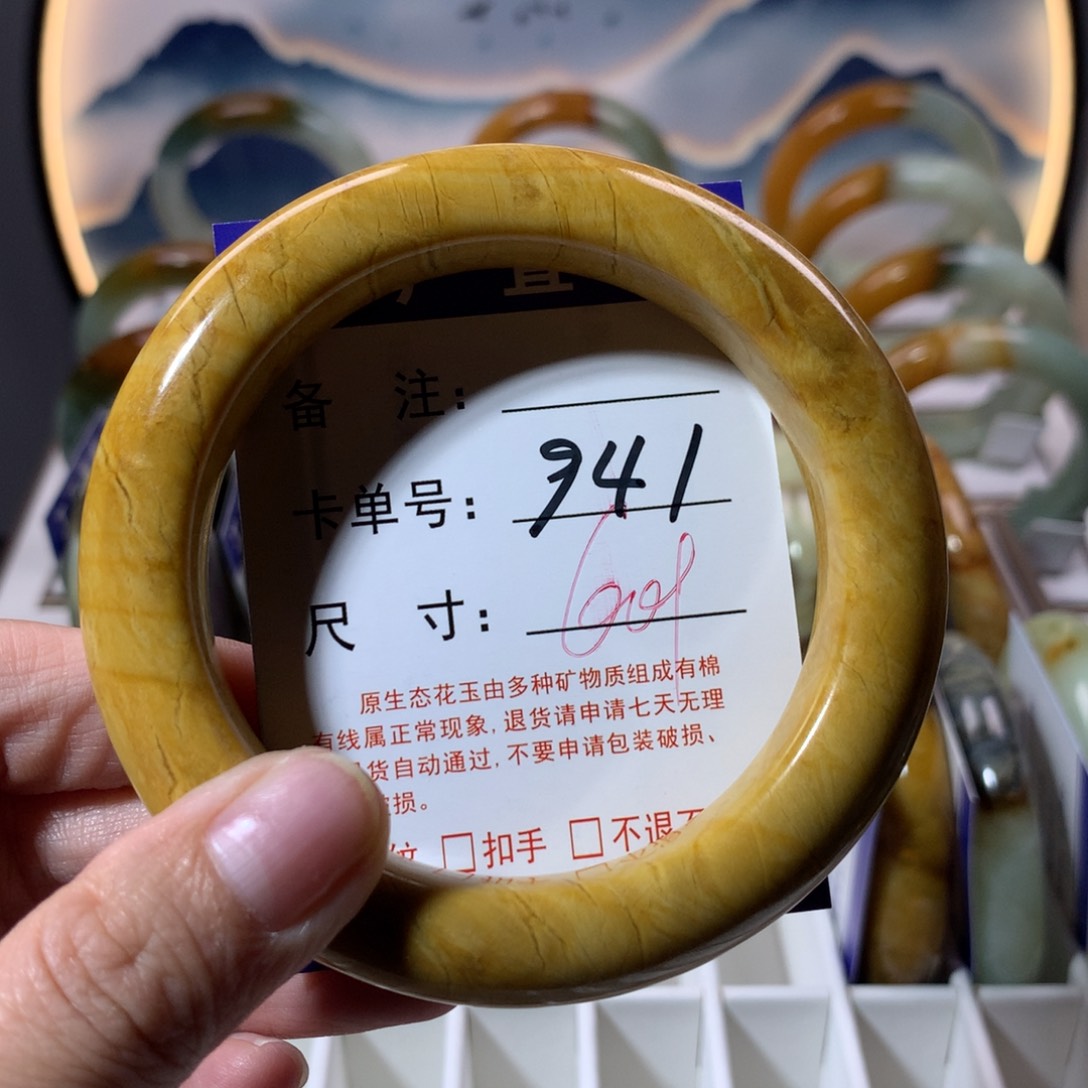 直
备 注：
卡单号： 941
尺 寸：
原生态花玉由多种矿物质组成有棉
有线属正常现象,退货请申请七天无理
货自动通过,不要申请包装破损、
损。
纹 □扣手 □不退不